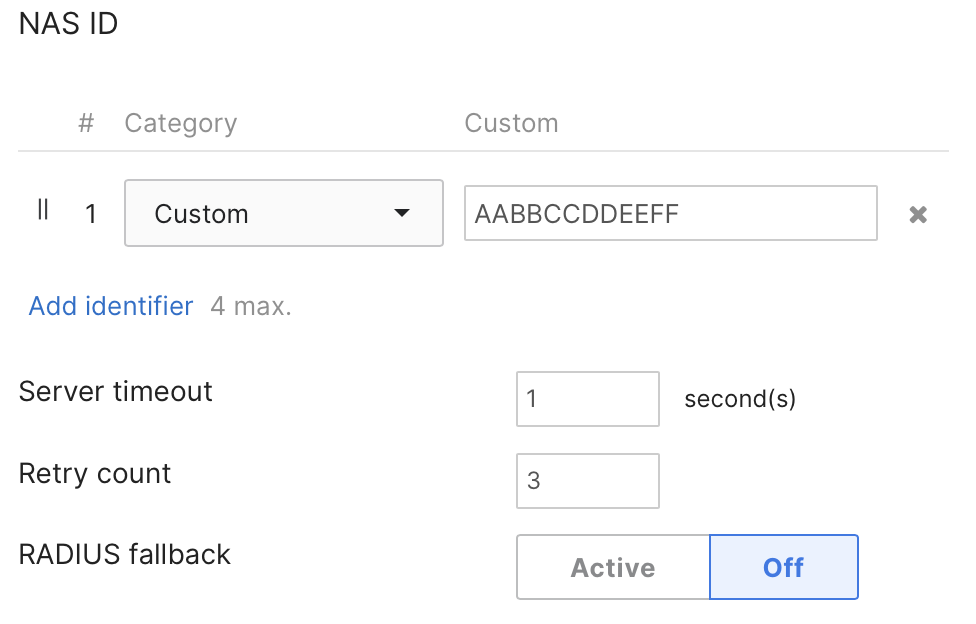 NAS ID
# Category Custom
1 Custom AABBCCDDEEFF
Add identifier 4 max.
Server timeout 1 second(s)
Retry count 3
RADIUS fallback Active Off